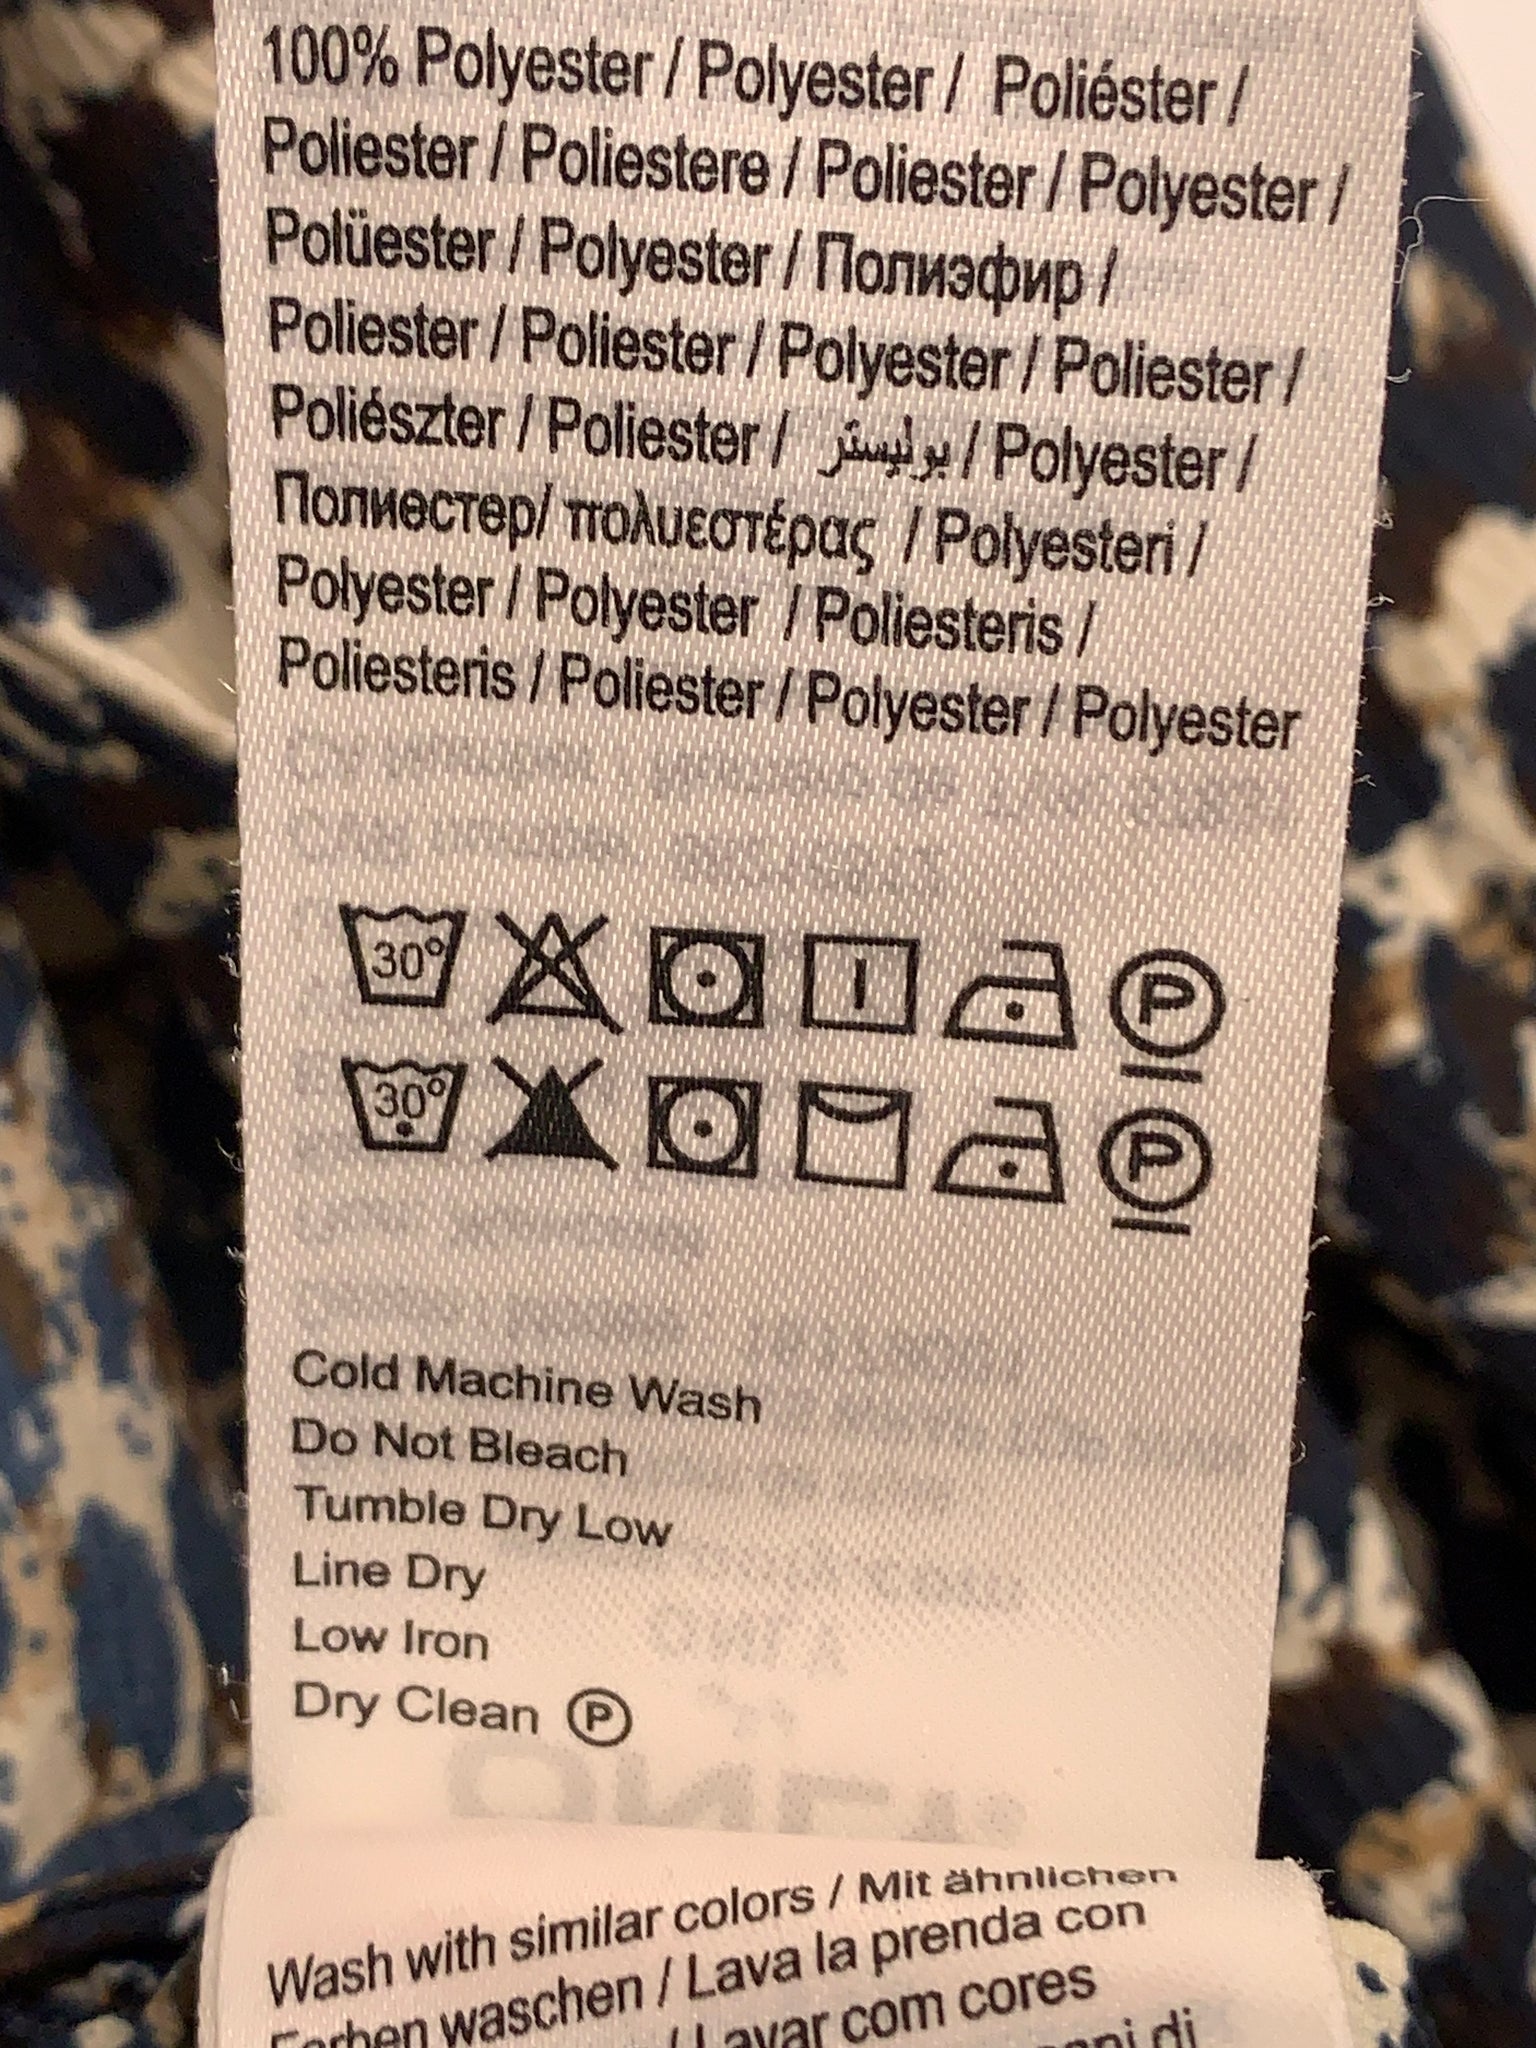 100% Polyester / Polyester / Poliéster /
Poliester / Poliestere / Poliester / Polyester /
Polüester / Polyester / Полиэфир /
Poliester / Poliester / Polyester / Poliester /
Poliészter / Poliester / بوليستر / Polyester /
Полиестер/ πολυεστέρας / Polyesteri /
Polyester / Polyester / Poliesteris /
Poliesteris / Poliester / Polyester / Polyester
30° P
30° P
Cold Machine Wash
Do Not Bleach
Tumble Dry Low
Line Dry
Low Iron
Dry Clean P
Wash with similar colors / Mit ähnlichen
Farben waschen / Lava la prenda con
/ Lavar com cores
di